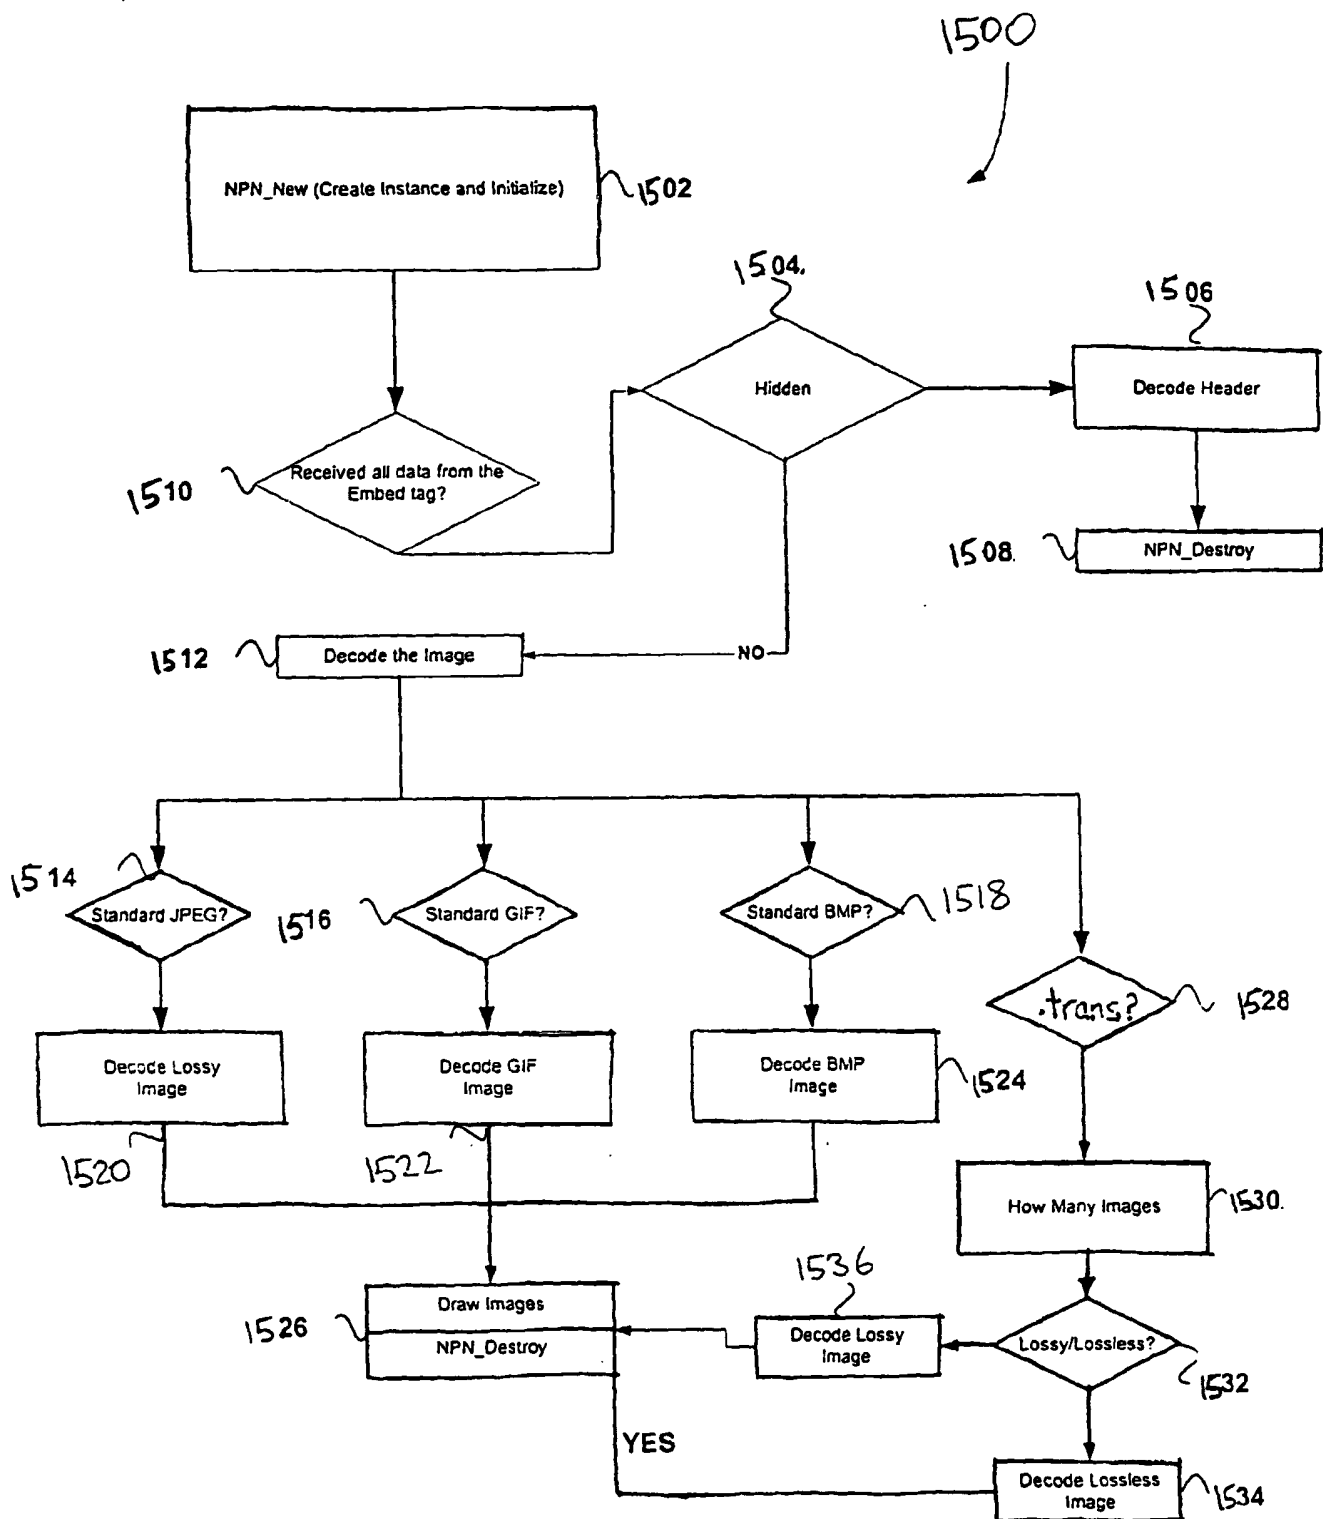 1500
NPN_New (Create Instance and Initialize)
1502
1504.
1506
Hidden
Decode Header
Received all data from the
Embed tag?
1510
1508.
NPN_Destroy
1512
Decode the Image
NO
1514
Standard JPEG?
1516
Standard GIF?
Standard BMP?
1518
.trans?
1528
Decode Lossy
Image
Decode GIF
Image
Decode BMP
Image
1524
1520
1522
How Many Images
1530.
1536
Draw Images
1526
NPN_Destroy
Decode Lossy
Image
Lossy/Lossless?
1532
YES
Decode Lossless
Image
1534